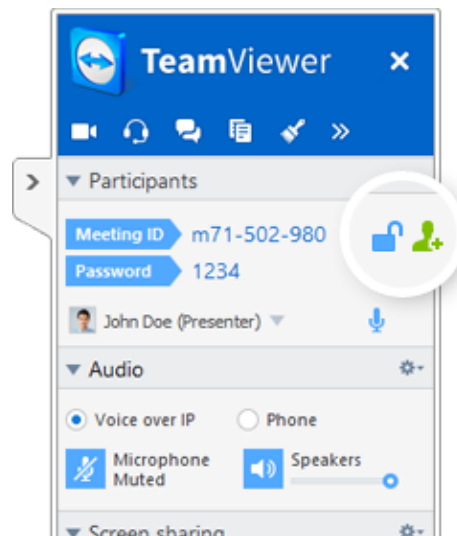 TeamViewer
Participants
Meeting ID m71-502-980
Password 1234
John Doe (Presenter)
Audio
Voice over IP Phone
Microphone Muted Speakers
Screen sharing